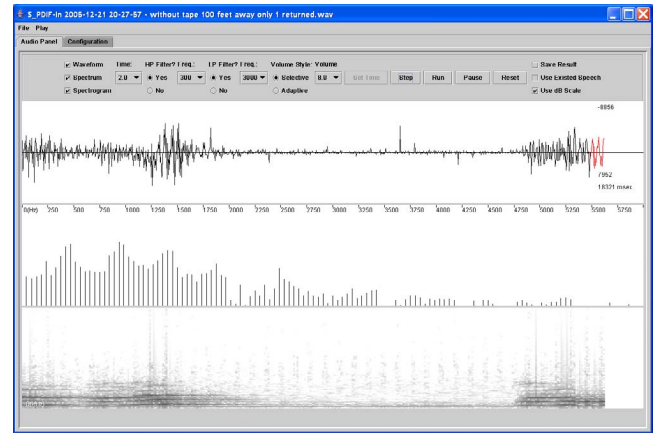 S_PDIF-In 2005-12-21 20-27-57 - without tape 100 feet away only 1 returned.wav
File Play
Audio Panel Configuration
Waveform Time: HP Filter? Freq.: LP Filter? Freq.: Volume Style: Volume Save Result
Spectrum 2.0 Yes 300 Yes 3000 Selective 8.0 Set Time Stop Run Pause Reset Use Existed Speech
Spectrogram No No Adaptive Use dB Scale
-8856
7952
18321 msec
0(Hz) 250 500 750 1000 1250 1500 1750 2000 2250 2500 2750 3000 3250 3500 3750 4000 4250 4500 4750 5000 5250 5500 5750